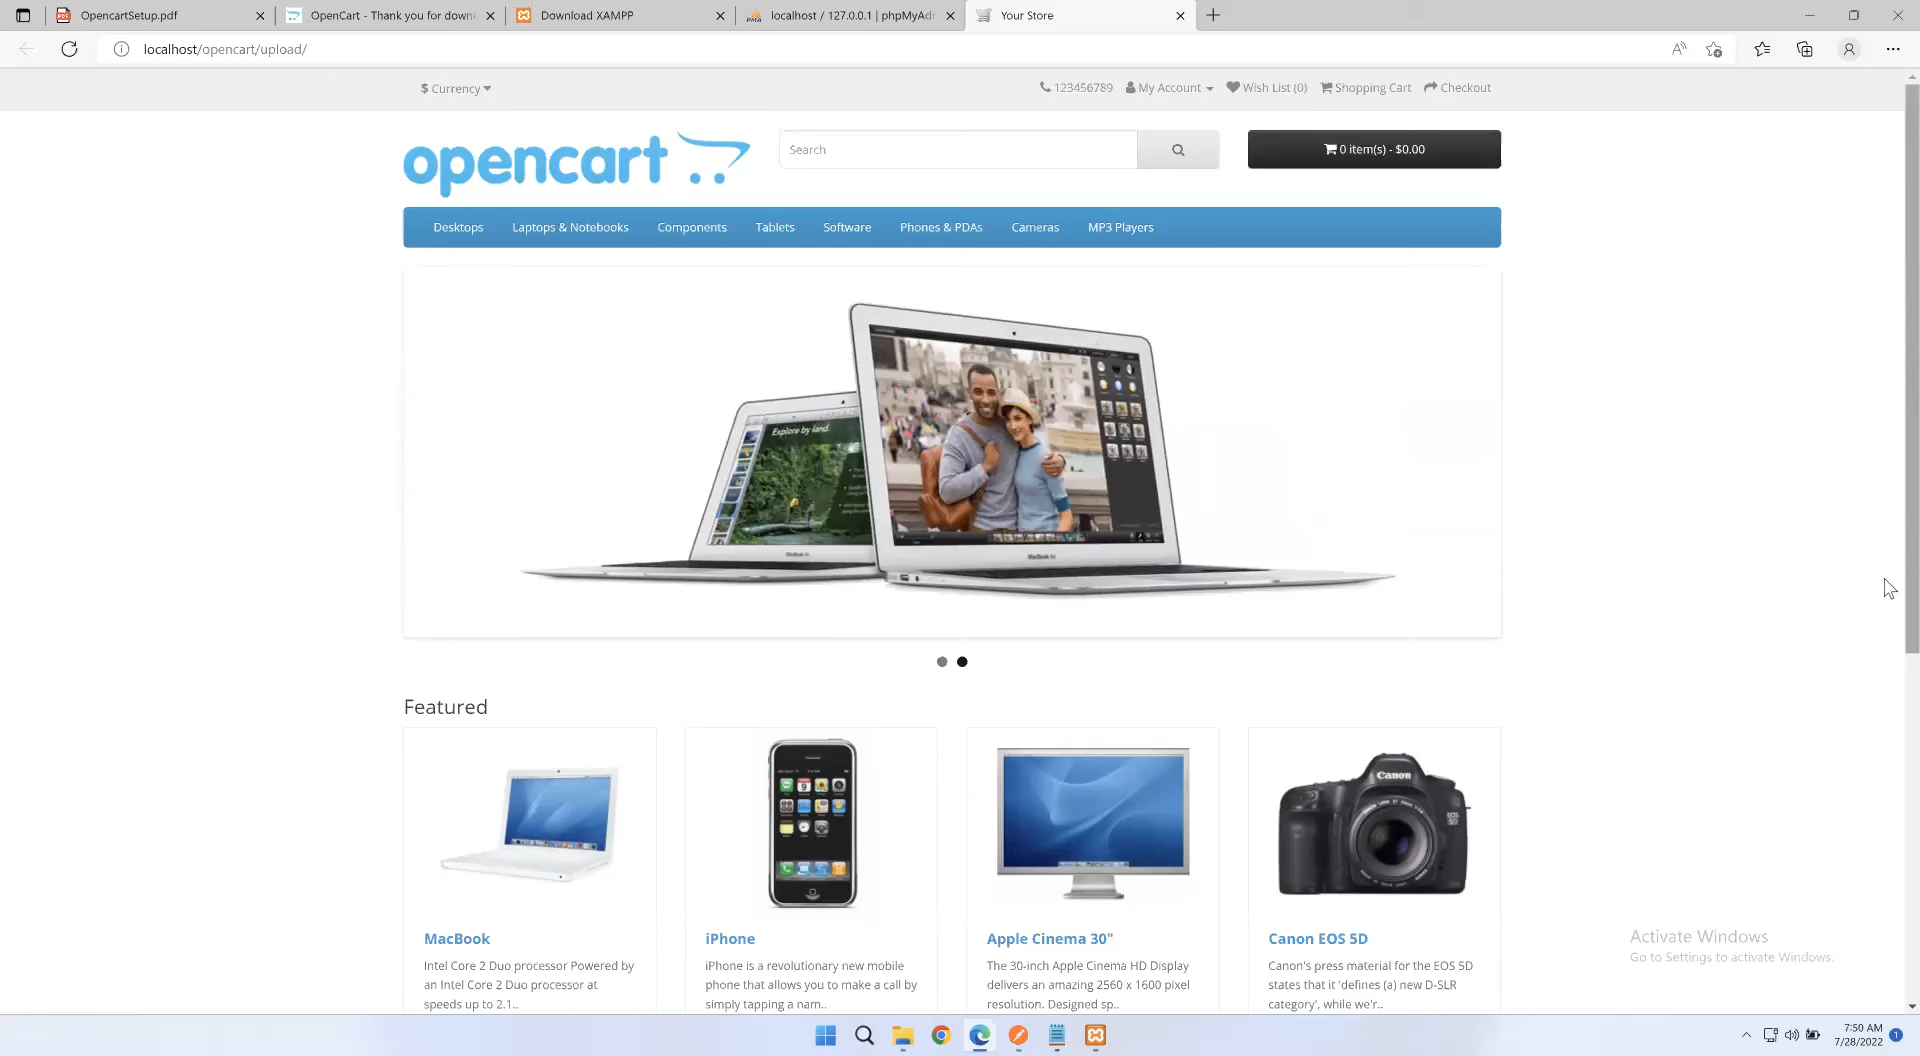 OpencartSetup.pdf
OpenCart - Thank you for down
Download XAMPP
localhost / 127.0.0.1 | phpMyAdm
Your Store
localhost/opencart/upload/
$ Currency
123456789
My Account
Wish List (0)
Shopping Cart
Checkout
opencart
Search
0 item(s) - $0.00
Desktops
Laptops & Notebooks
Components
Tablets
Software
Phones & PDAs
Cameras
MP3 Players
Explore by land.
MacBook Air
MacBook Air
Featured
Canon
MacBook
Intel Core 2 Duo processor Powered by
an Intel Core 2 Duo processor at
speeds up to 2.1..
iPhone
iPhone is a revolutionary new mobile
phone that allows you to make a call by
simply tapping a nam..
Apple Cinema 30"
The 30-inch Apple Cinema HD Display
delivers an amazing 2560 x 1600 pixel
resolution. Designed sp..
Canon EOS 5D
Canon's press material for the EOS 5D
states that it 'defines (a) new D-SLR
category', while we'r..
Activate Windows
Go to Settings to activate Windows.
7:50 AM
7/28/2022
1